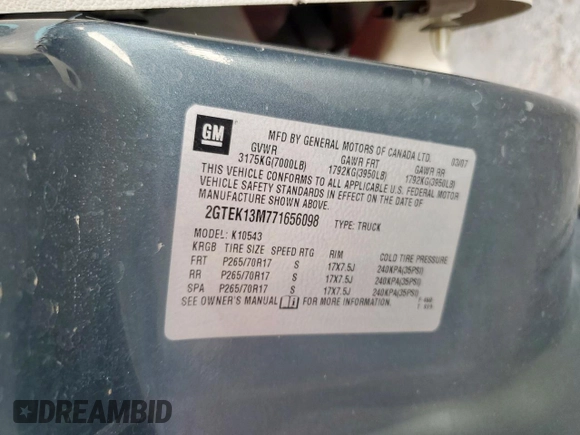 GM
MFD BY GENERAL MOTORS OF CANADA LTD. 03/07
GVWR GAWR FRT GAWR RR
3175KG(7000LB) 1792KG(3950LB) 1792KG(3950LB)
THIS VEHICLE CONFORMS TO ALL APPLICABLE U.S. FEDERAL MOTOR
VEHICLE SAFETY STANDARDS IN EFFECT ON THE DATE OF
MANUFACTURE SHOWN ABOVE.
2GTEK13M771656098 TYPE: TRUCK
MODEL: K10543
KRGB TIRE SIZE SPEED RTG RIM COLD TIRE PRESSURE
FRT P265/70R17 S 17X7.5J 240KPA(35PSI)
RR P265/70R17 S 17X7.5J 240KPA(35PSI)
SPA P265/70R17 S 17X7.5J 240KPA(35PSI)
SEE OWNER'S MANUAL FOR MORE INFORMATION.
DREAMBID